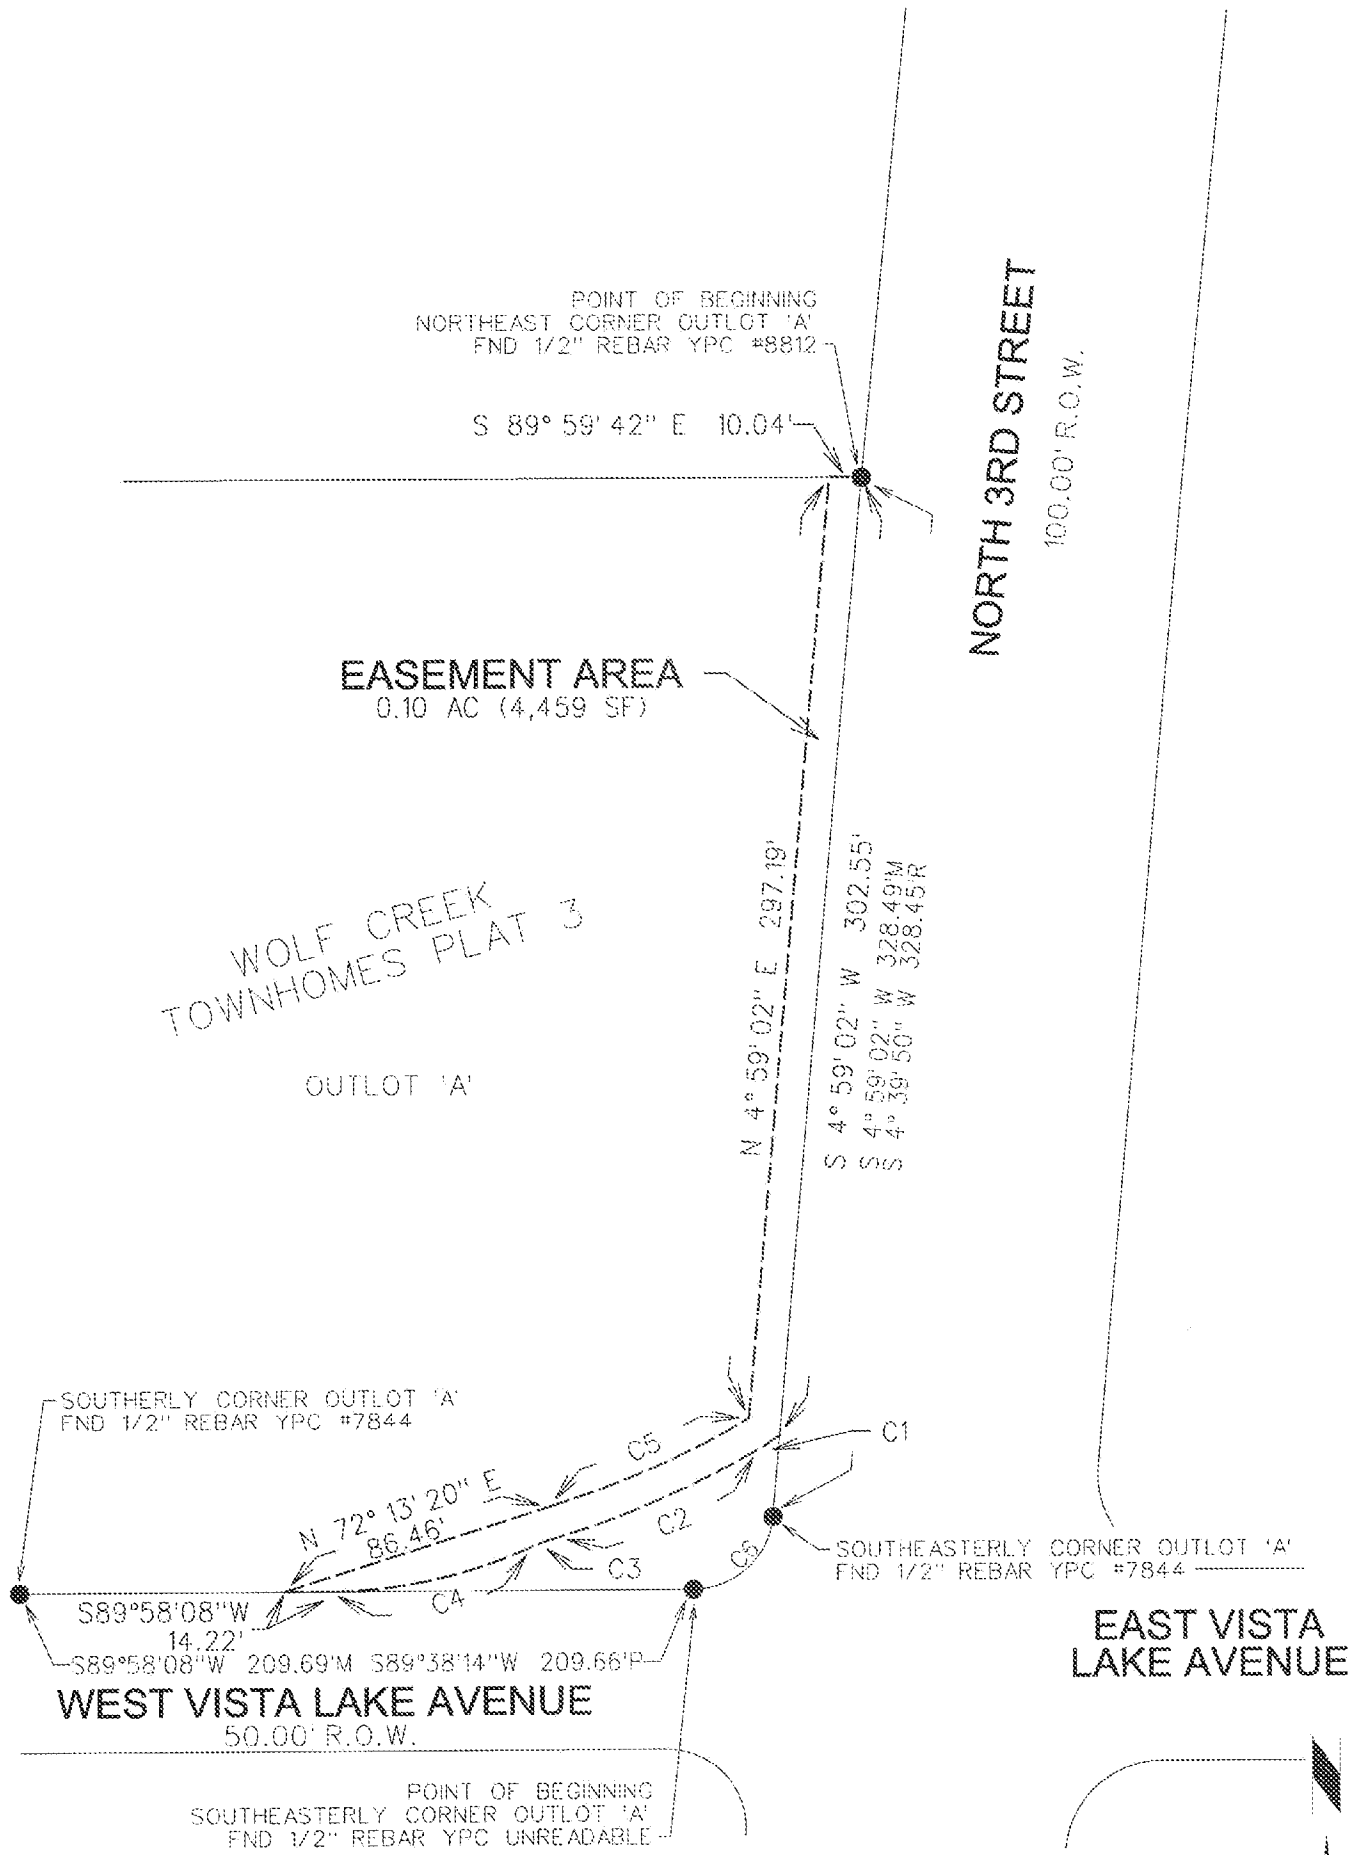 POINT OF BEGINNING
NORTHEAST CORNER OUTLOT 'A'
FND 1/2" REBAR YPC #8812
S 89° 59' 42" E 10.04'
NORTH 3RD STREET
100.00' R.O.W.
EASEMENT AREA
0.10 AC (4,459 SF)
WOLF CREEK
TOWNHOMES PLAT 3
OUTLOT 'A'
N 4° 59' 02" E 297.19'
S 4° 59' 02" W 302.55'
S 4° 59' 02" W 328.49'M
S 4° 39' 50" W 328.45'R
SOUTHERLY CORNER OUTLOT 'A'
FND 1/2" REBAR YPC #7844
C5
C1
N 72° 13' 20" E
86.46'
C2
C3
C4
C6
SOUTHEASTERLY CORNER OUTLOT 'A'
FND 1/2" REBAR YPC #7844
S89°58'08"W
14.22'
S89°58'08"W 209.69'M S89°38'14"W 209.66'P
EAST VISTA
LAKE AVENUE
WEST VISTA LAKE AVENUE
50.00' R.O.W.
POINT OF BEGINNING
SOUTHEASTERLY CORNER OUTLOT 'A'
FND 1/2" REBAR YPC UNREADABLE